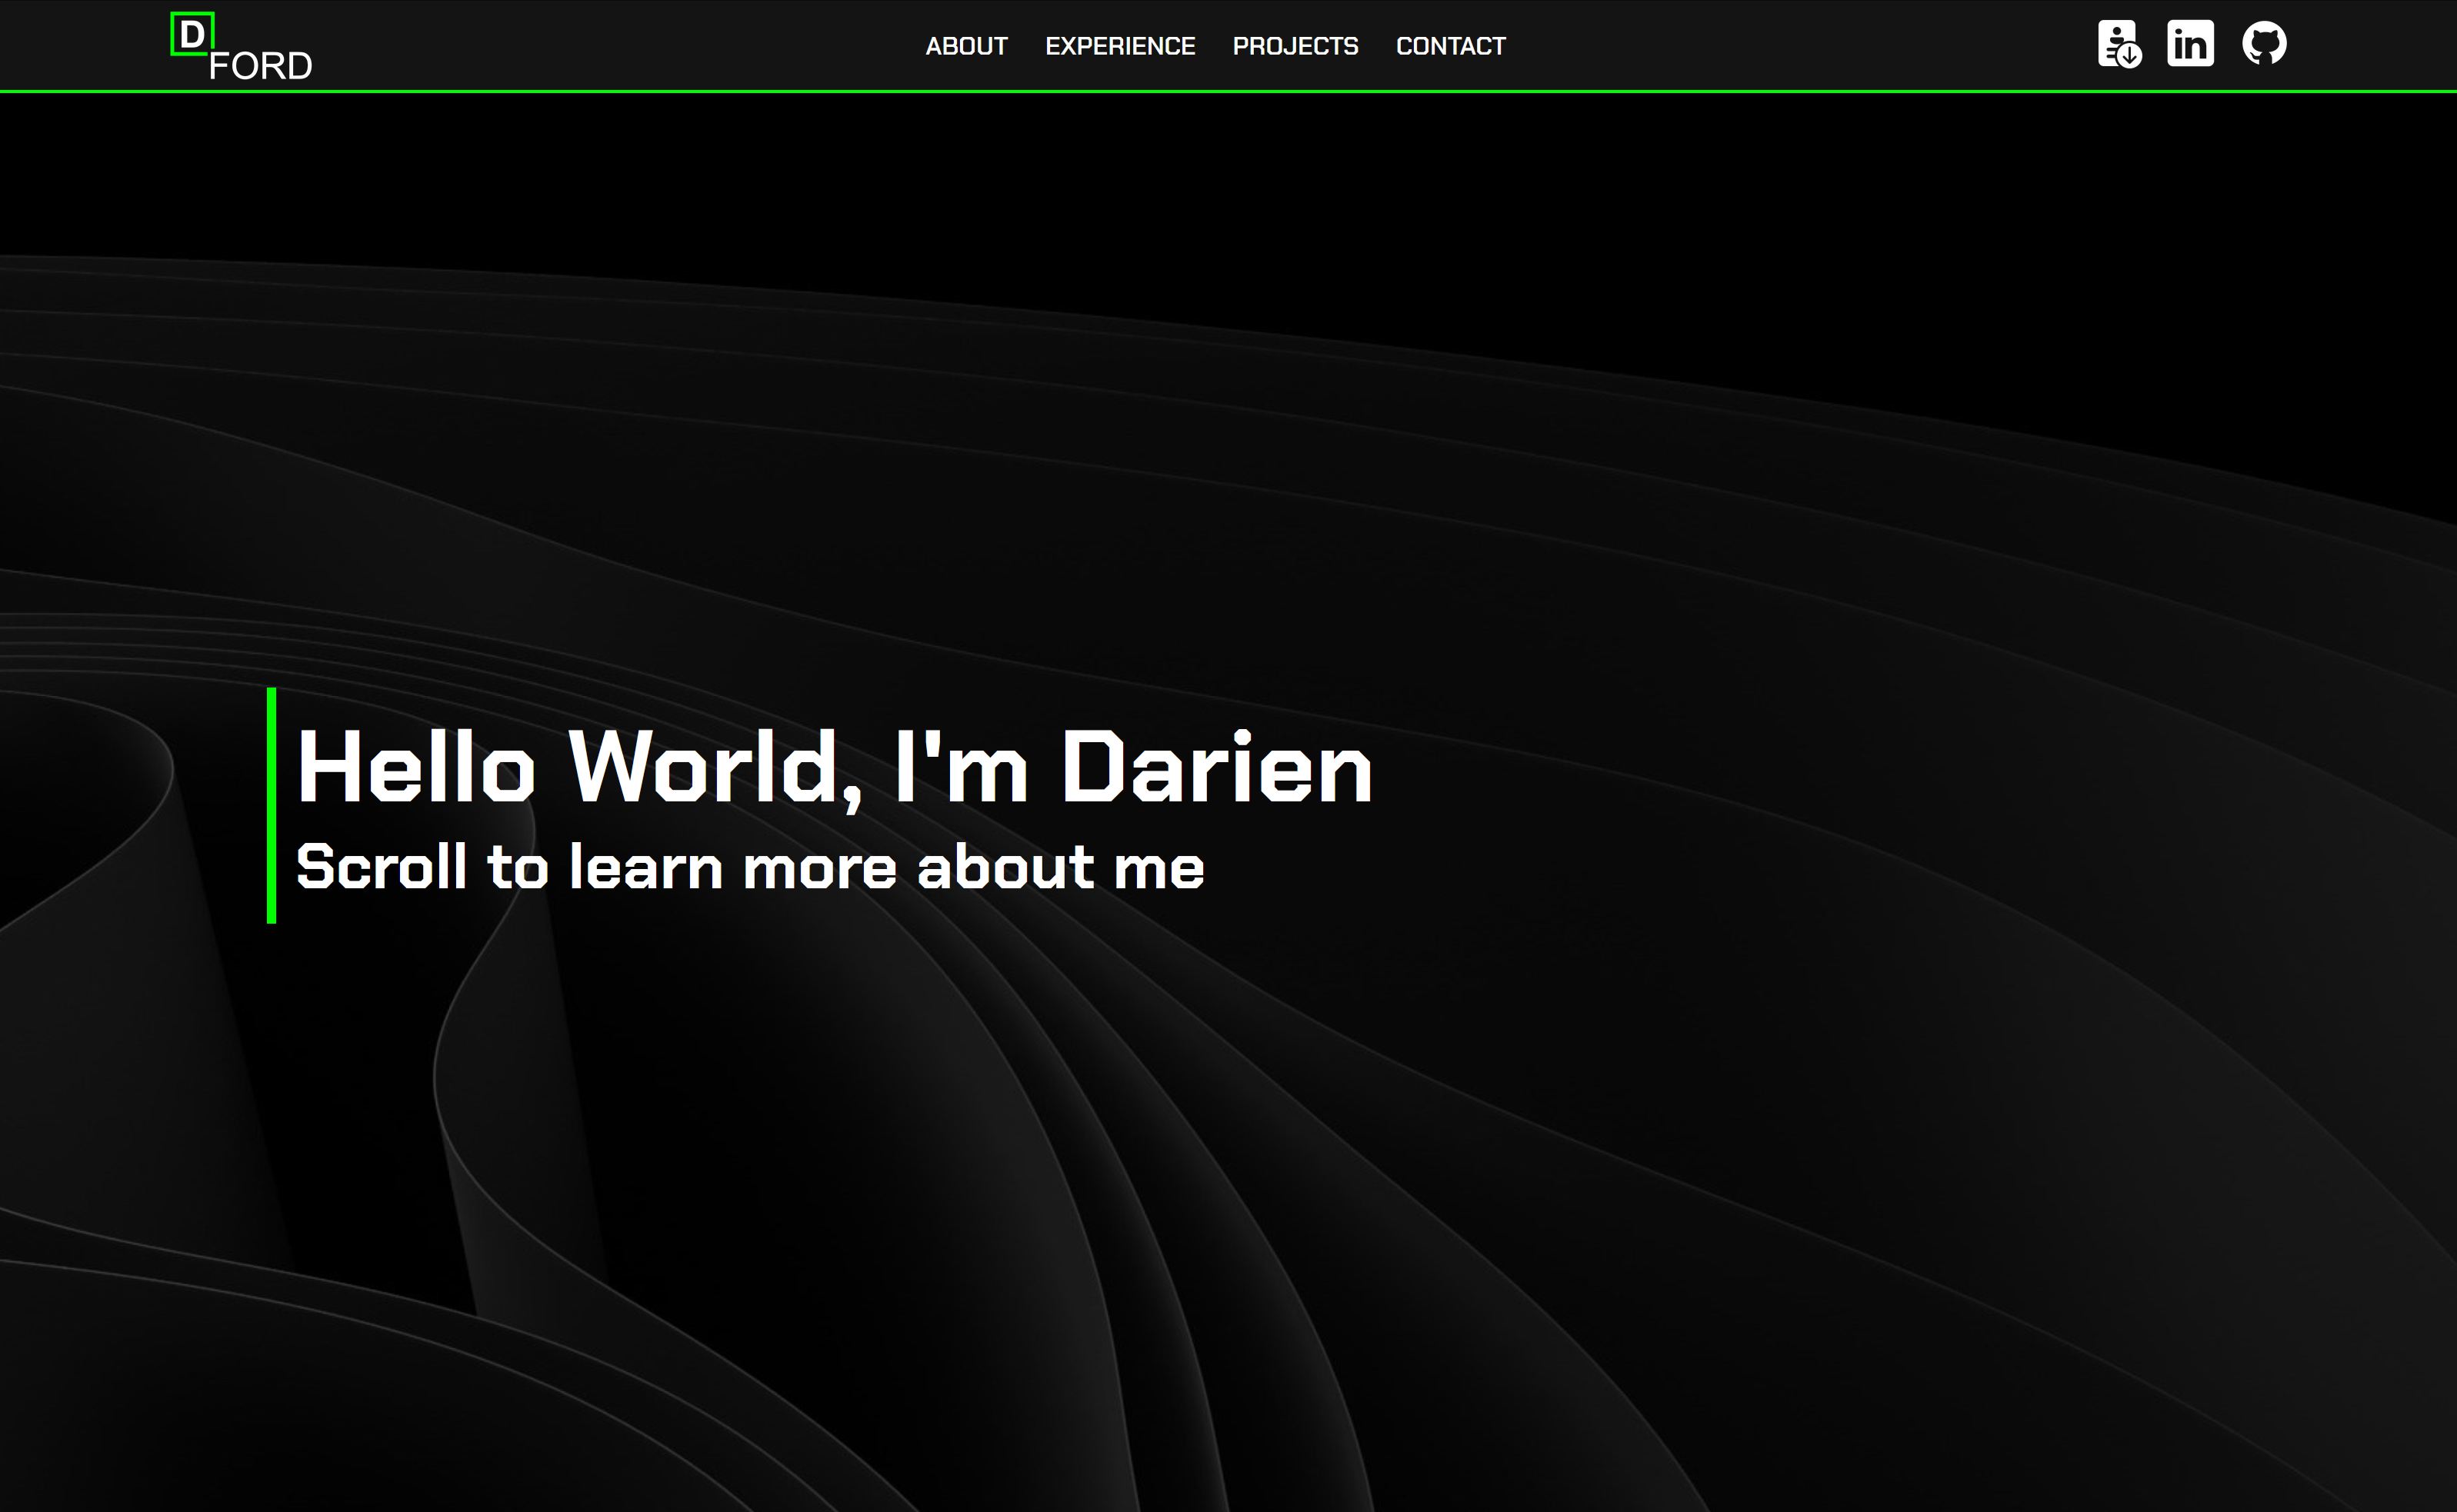 D
FORD
ABOUT EXPERIENCE PROJECTS CONTACT
in
Hello World, I'm Darien
Scroll to learn more about me